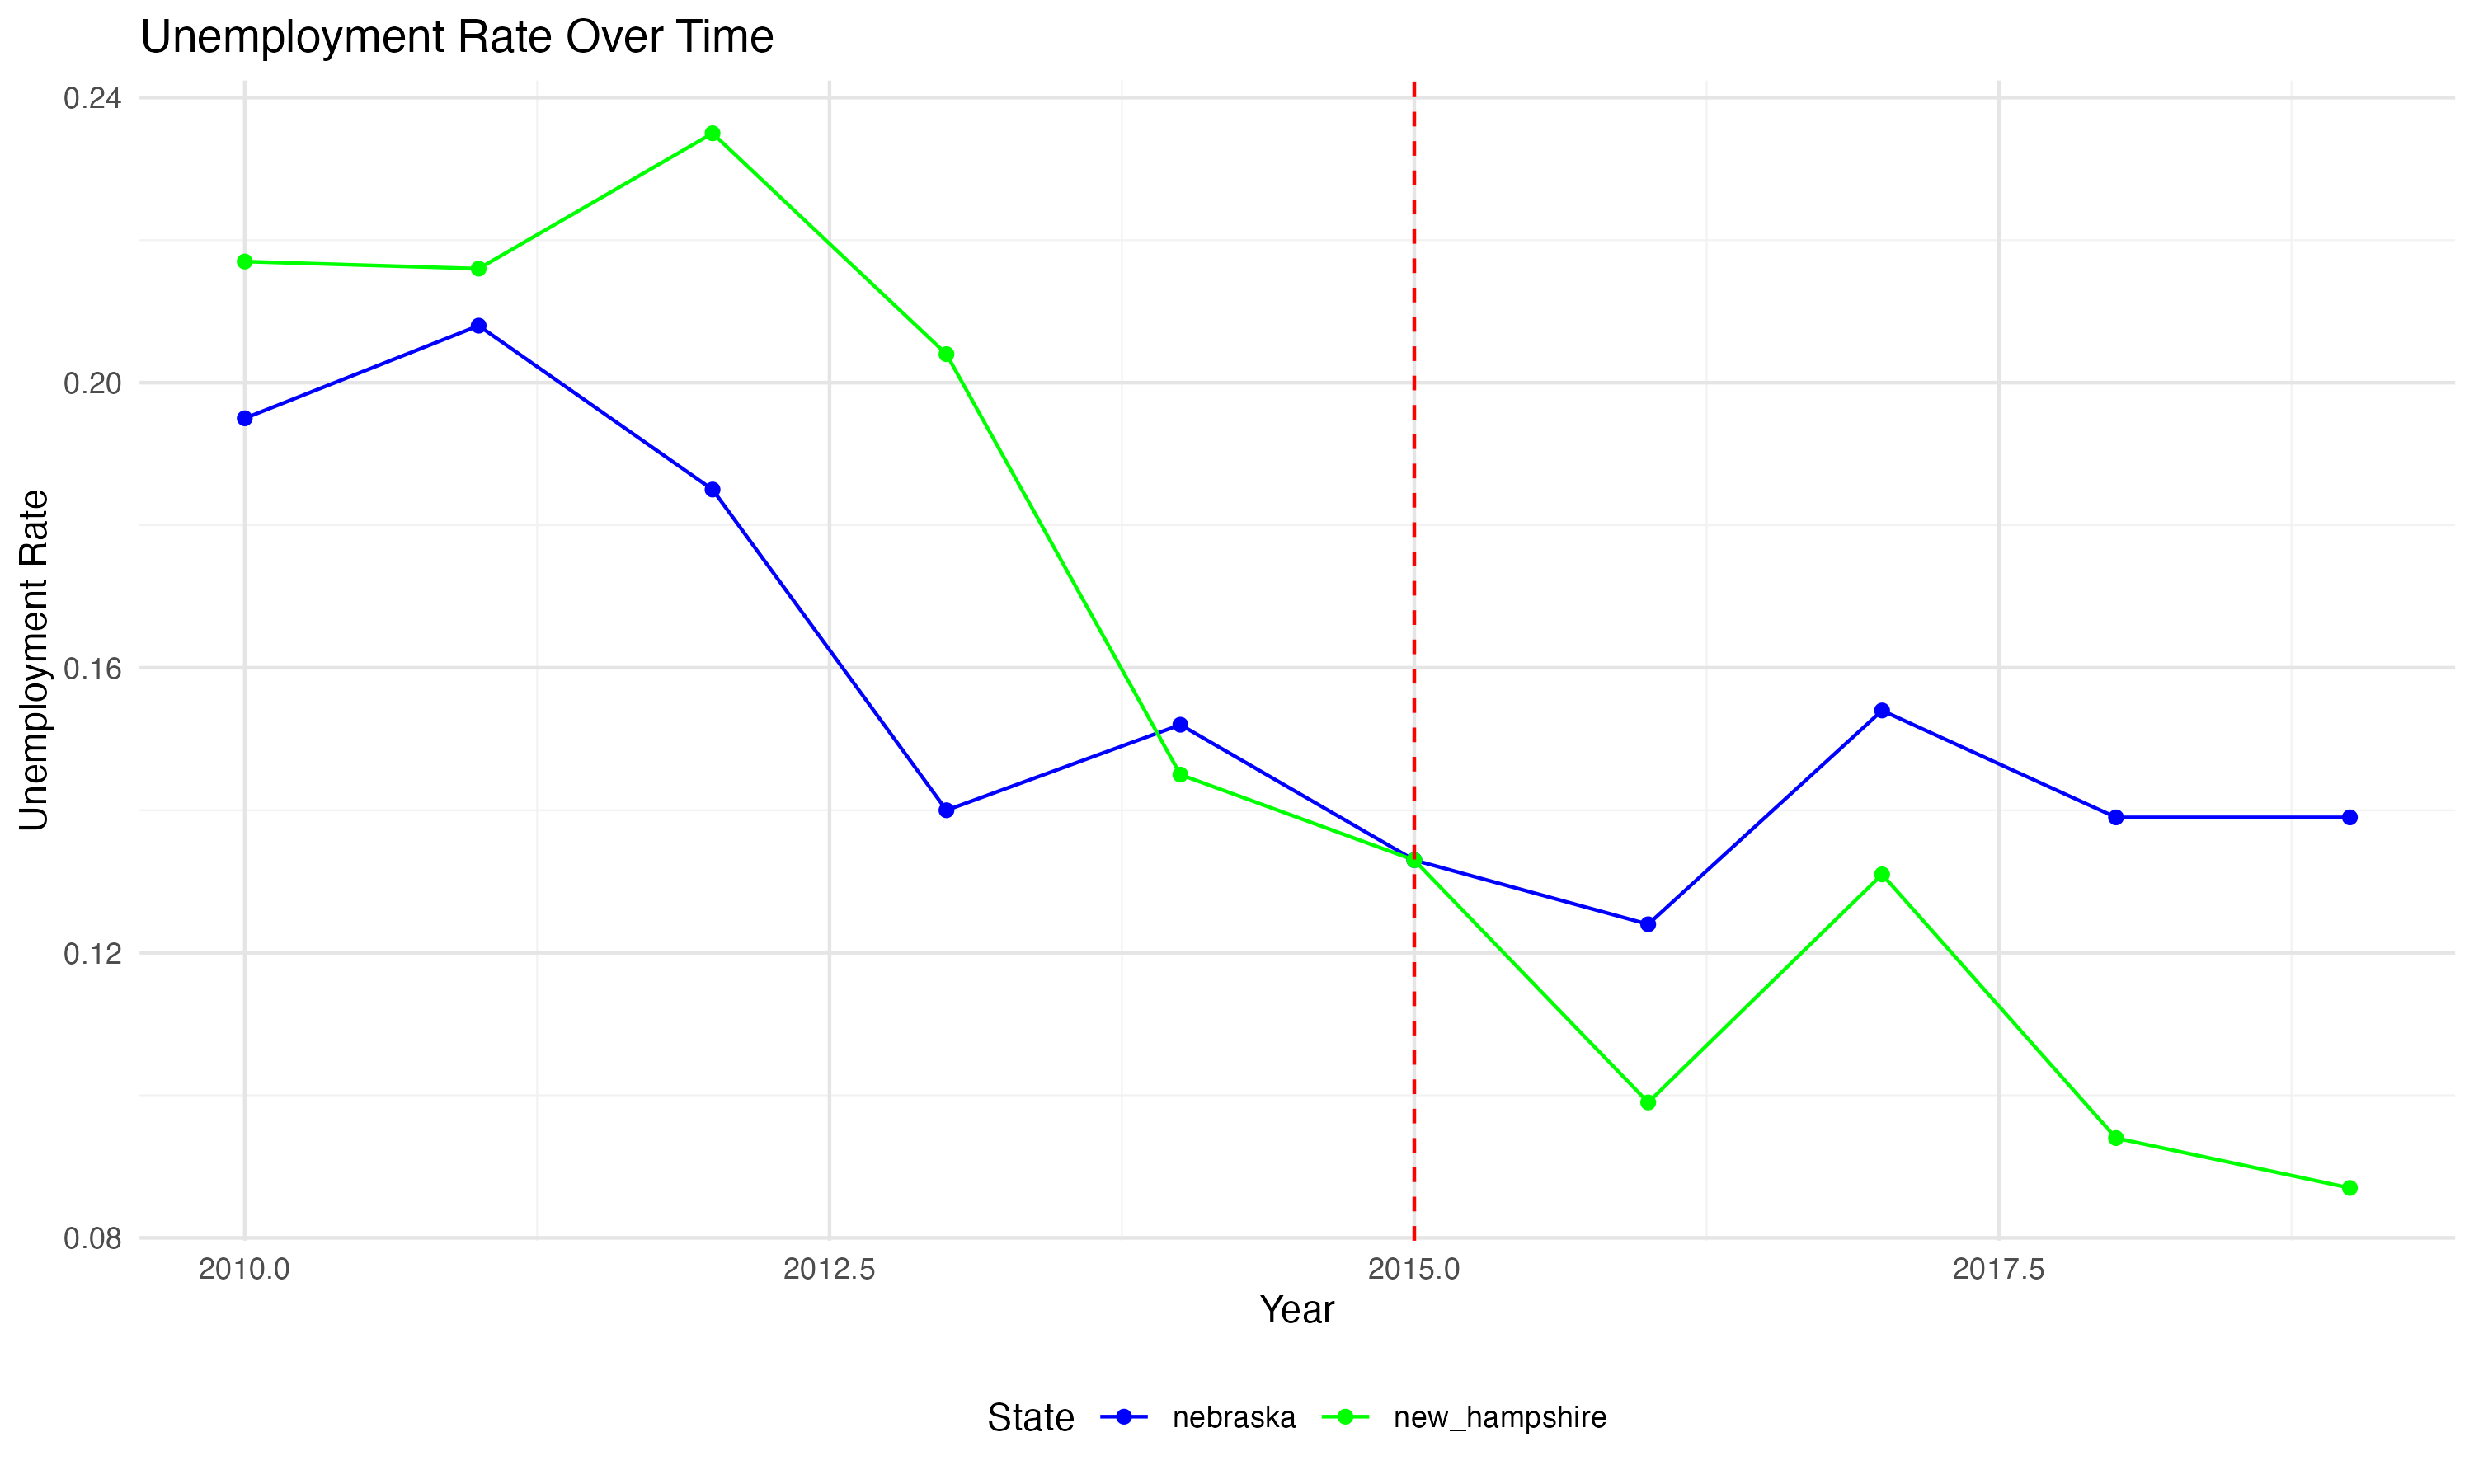 Unemployment Rate Over Time
0.24
0.20
0.16
0.12
0.08
Unemployment Rate
2010.0 2012.5 2015.0 2017.5
Year
State nebraska new_hampshire